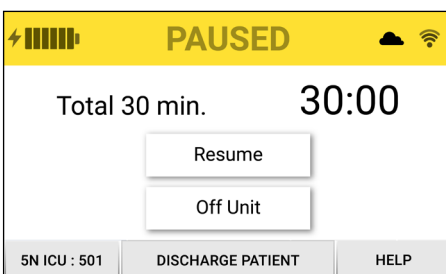 PAUSED
Total 30 min. 30:00
Resume
Off Unit
5N ICU : 501 DISCHARGE PATIENT HELP